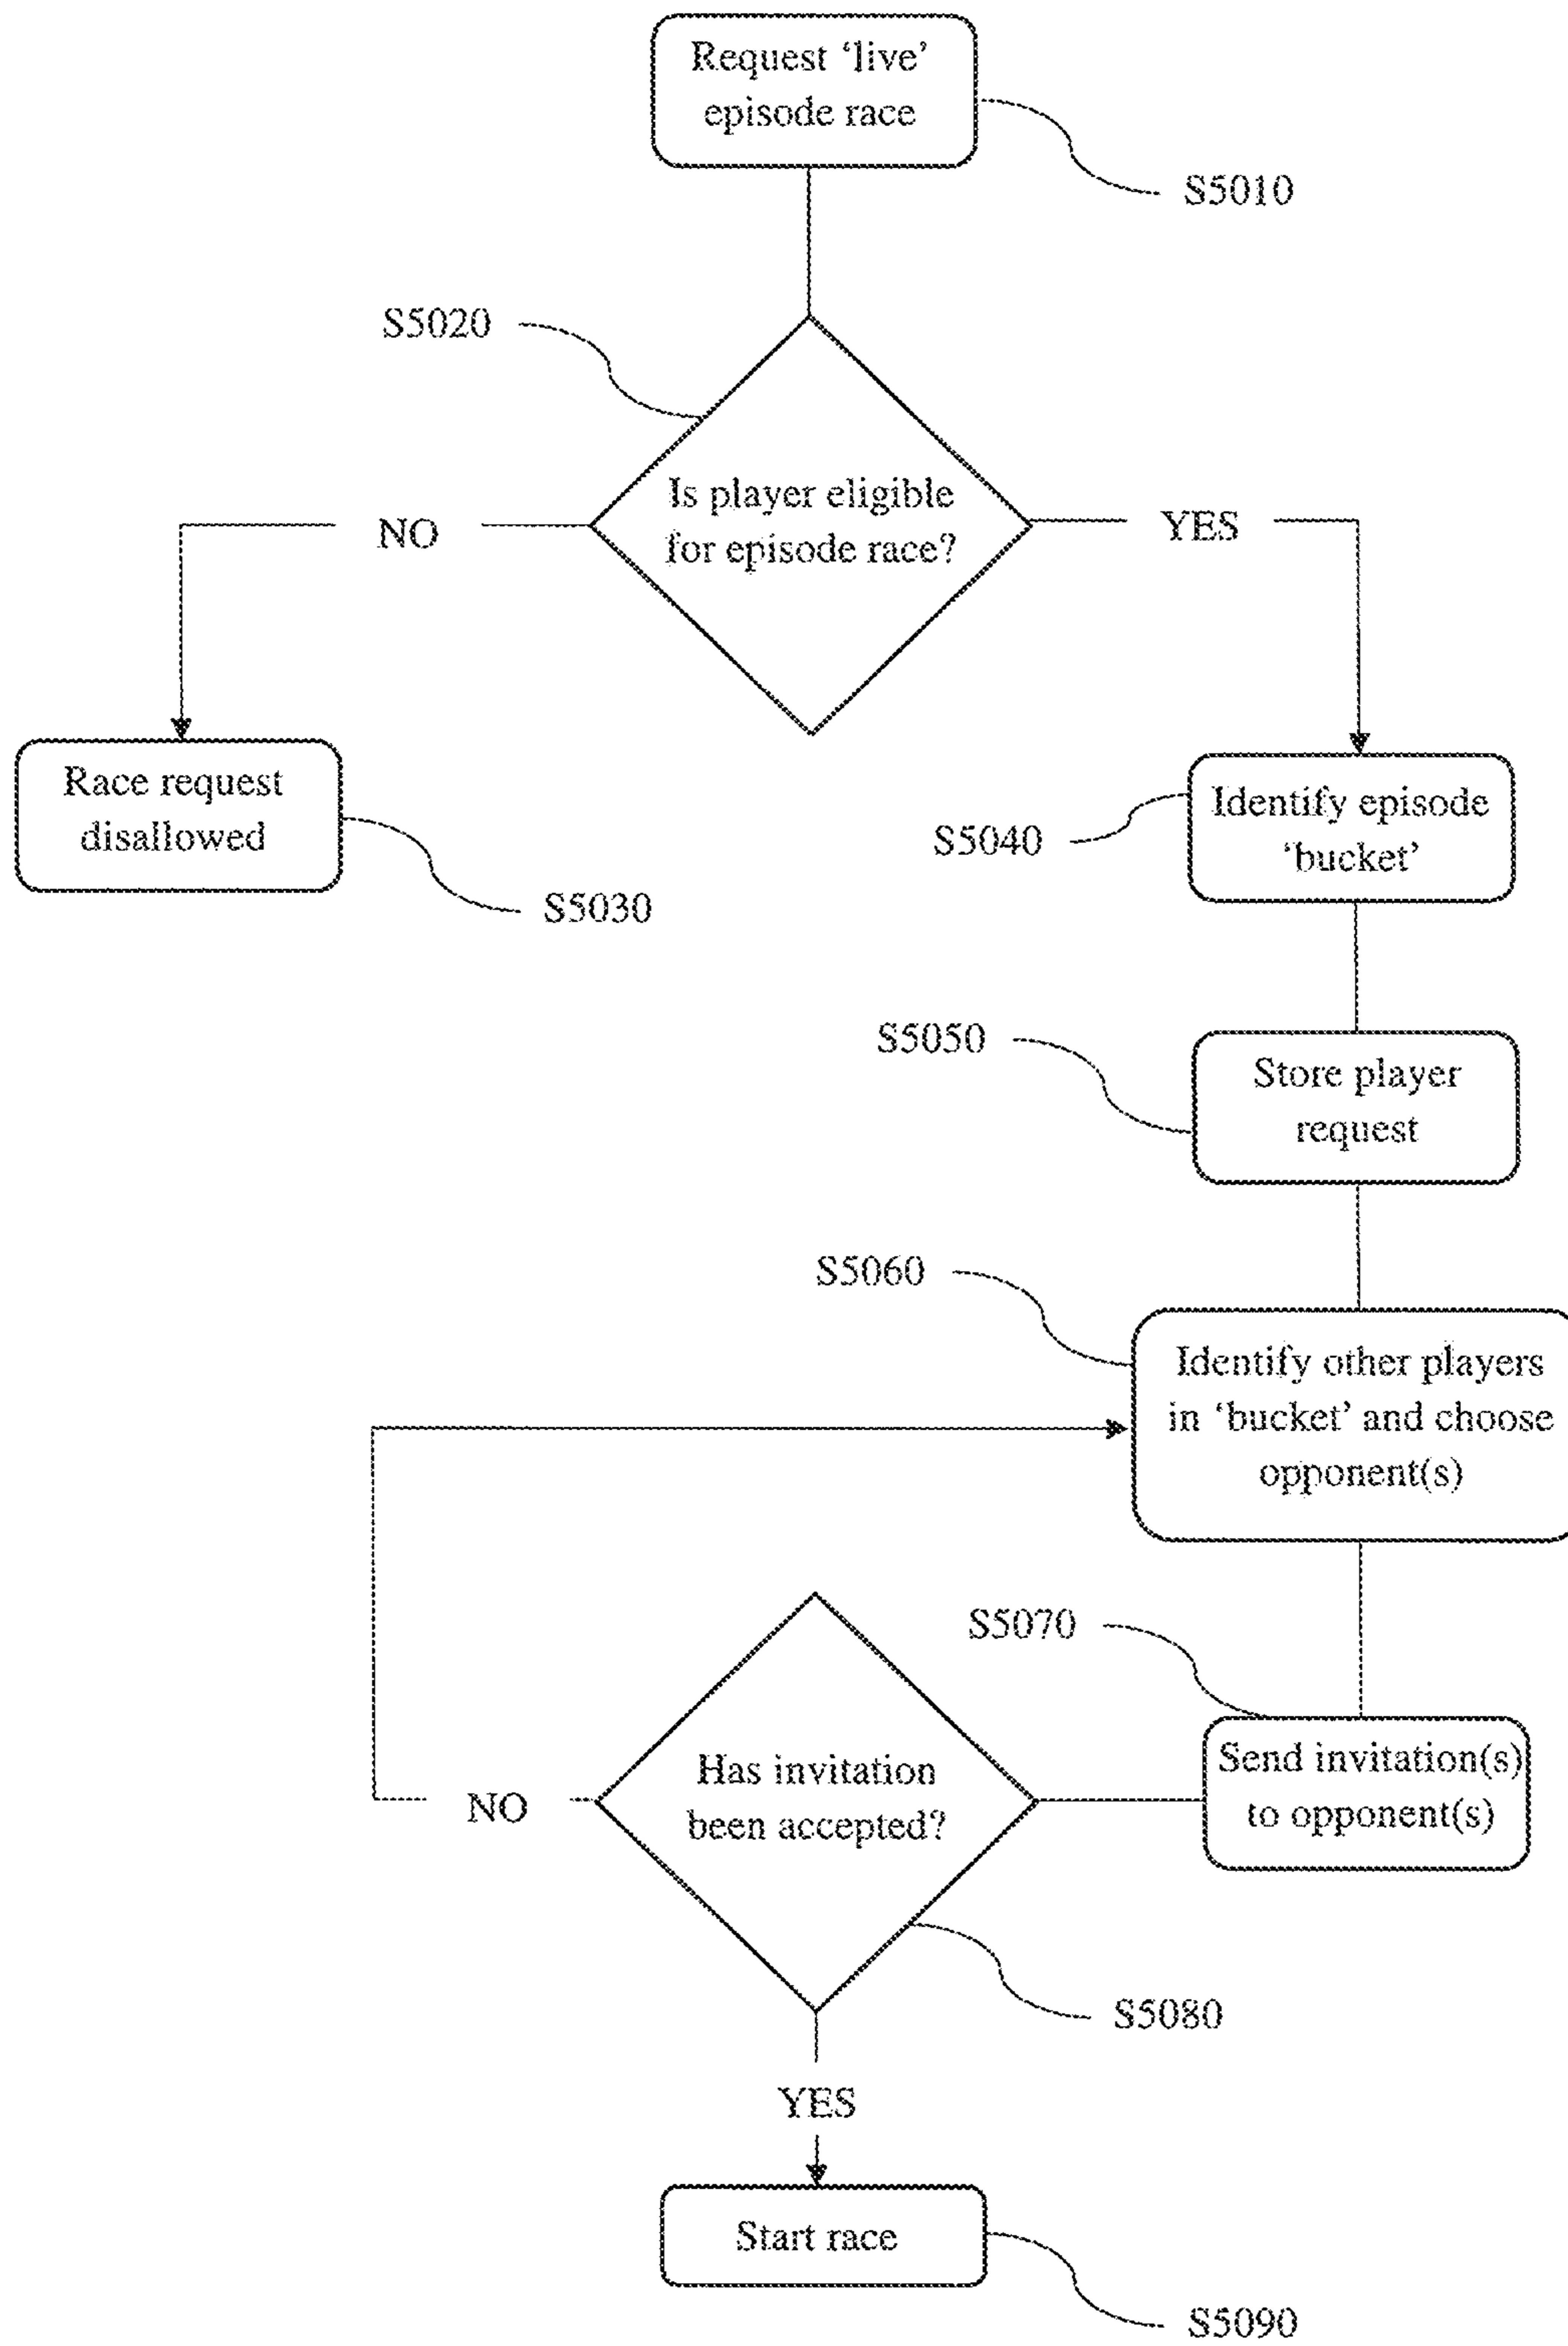 Request ‘live’
episode race
S5010
S5020
Is player eligible
for episode race?
NO
YES
Race request
disallowed
S5030
Identify episode
‘bucket’
S5040
S5050
Store player
request
S5060
Identify other players
in ‘bucket’ and choose
opponent(s)
S5070
Send invitation(s)
to opponent(s)
Has invitation
been accepted?
NO
S5080
YES
Start race
S5090